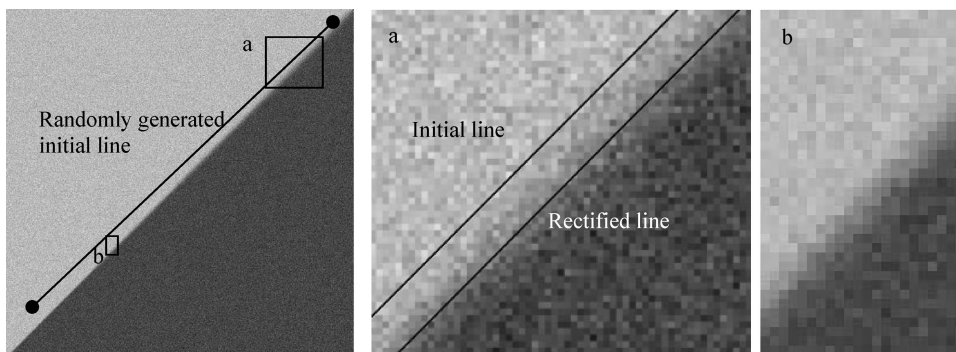 a
Randomly generated
initial line
b
a
Initial line
Rectified line
b